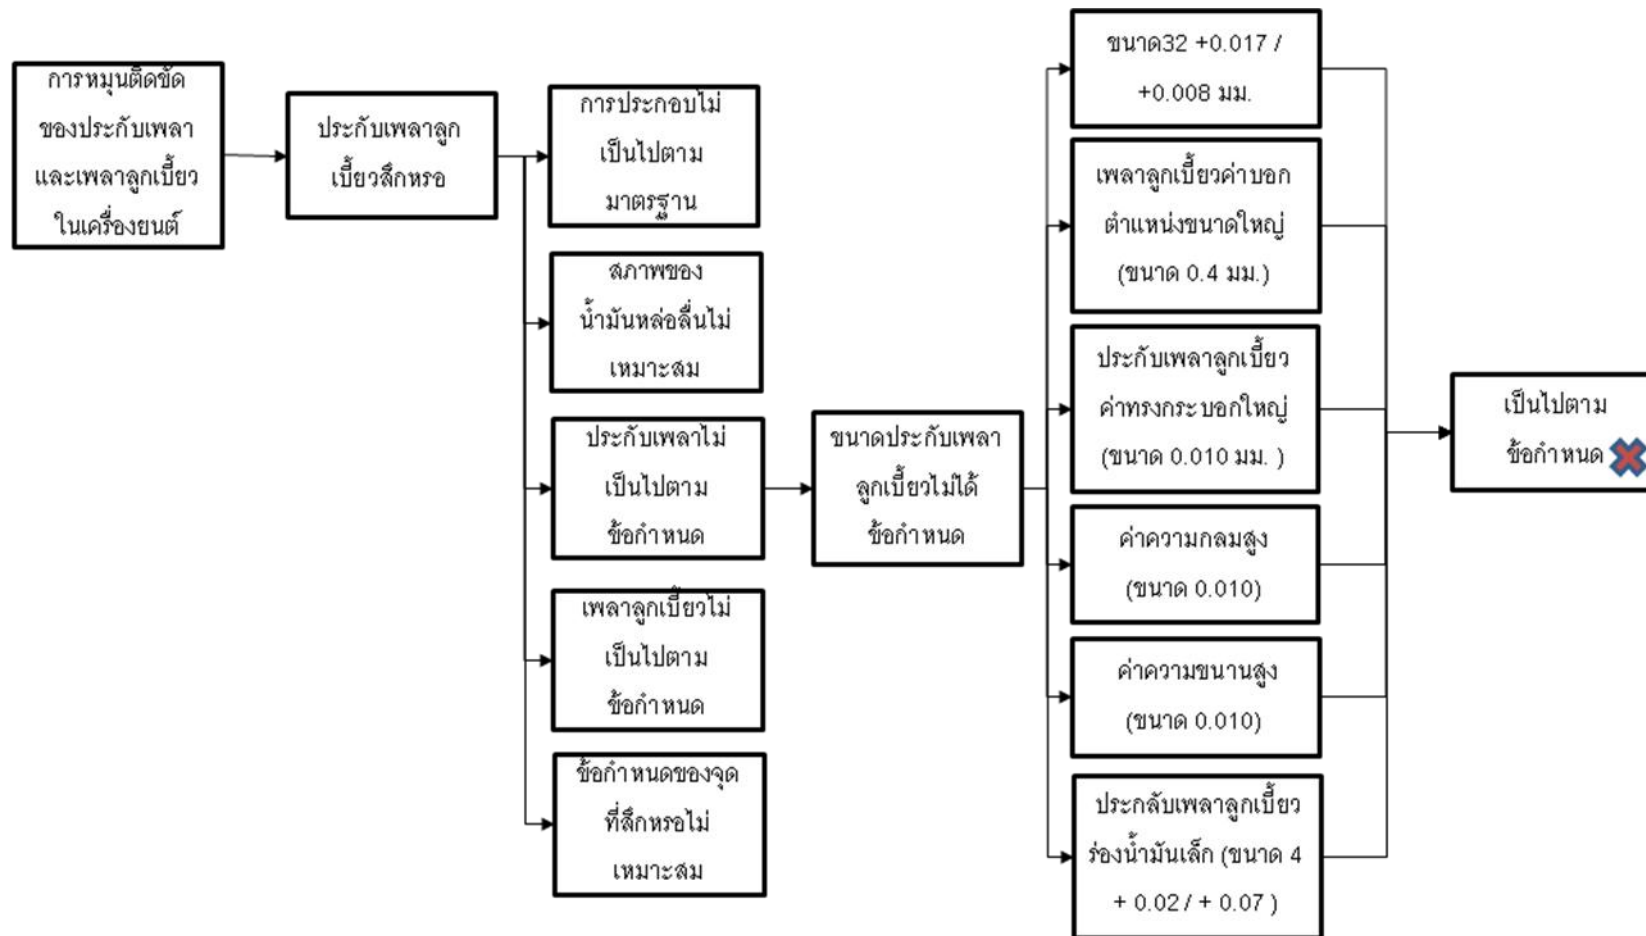 การหมุนติดขัด
ของประกับเพลา
และเพลาลูกเบี้ยว
ในเครื่องยนต์
ประกับเพลาลูก
เบี้ยวสึกหรอ
การประกอบไม่
เป็นไปตาม
มาตรฐาน
สภาพของ
น้ำมันหล่อลื่นไม่
เหมาะสม
ประกับเพลาไม่
เป็นไปตาม
ข้อกำหนด
เพลาลูกเบี้ยวไม่
เป็นไปตาม
ข้อกำหนด
ข้อกำหนดของจุด
ที่สึกหรอไม่
เหมาะสม
ขนาดประกับเพลา
ลูกเบี้ยวไม่ได้
ข้อกำหนด
ขนาด32 +0.017 /
+0.008 มม.
เพลาลูกเบี้ยวค่าบอก
ตำแหน่งขนาดใหญ่
(ขนาด 0.4 มม.)
ประกับเพลาลูกเบี้ยว
ค่าทรงกระบอกใหญ่
(ขนาด 0.010 มม. )
ค่าความกลมสูง
(ขนาด 0.010)
ค่าความขนานสูง
(ขนาด 0.010)
ประกลับเพลาลูกเบี้ยว
ร่องน้ำมันเล็ก (ขนาด 4
+ 0.02 / + 0.07 )
เป็นไปตาม
ข้อกำหนด